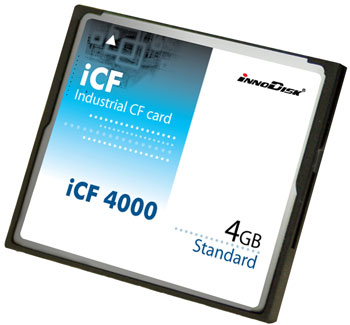 iCF
Industrial CF card
InnoDisk®
iCF 4000
4GB
Standard